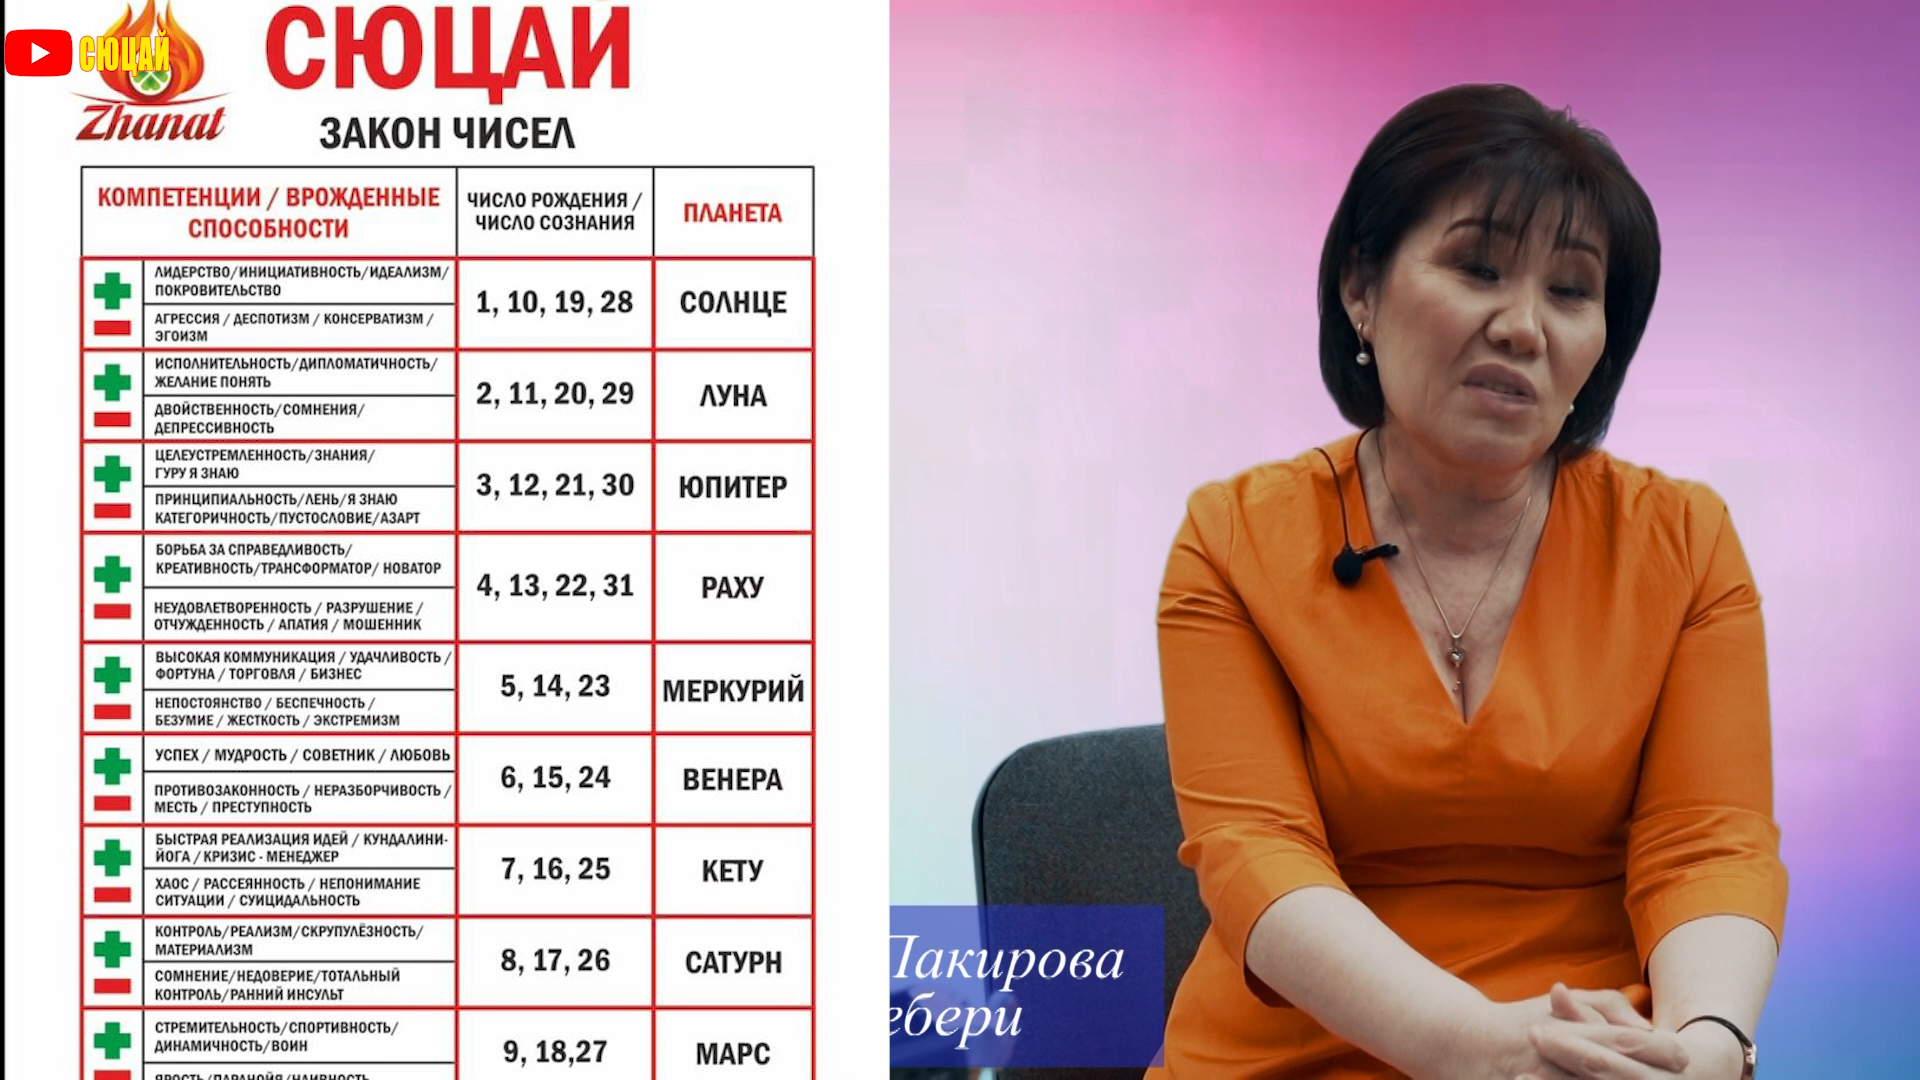 СЮЦАЙ
Zhanat
СЮЦАЙ
ЗАКОН ЧИСЕЛ
КОМПЕТЕНЦИИ / ВРОЖДЕННЫЕ
СПОСОБНОСТИ
ЧИСЛО РОЖДЕНИЯ /
ЧИСЛО СОЗНАНИЯ
ПЛАНЕТА
ЛИДЕРСТВО/ИНИЦИАТИВНОСТЬ/ИДЕАЛИЗМ/
ПОКРОВИТЕЛЬСТВО
АГРЕССИЯ / ДЕСПОТИЗМ / КОНСЕРВАТИЗМ /
ЭГОИЗМ
1, 10, 19, 28
СОЛНЦЕ
ИСПОЛНИТЕЛЬНОСТЬ/ДИПЛОМАТИЧНОСТЬ/
ЖЕЛАНИЕ ПОНЯТЬ
ДВОЙСТВЕННОСТЬ/СОМНЕНИЯ/
ДЕПРЕССИВНОСТЬ
2, 11, 20, 29
ЛУНА
ЦЕЛЕУСТРЕМЛЕННОСТЬ/ЗНАНИЯ/
ГУРУ Я ЗНАЮ
ПРИНЦИПИАЛЬНОСТЬ/ЛЕНЬ/Я ЗНАЮ
КАТЕГОРИЧНОСТЬ/ПУСТОСЛОВИЕ/АЗАРТ
3, 12, 21, 30
ЮПИТЕР
БОРЬБА ЗА СПРАВЕДЛИВОСТЬ/
КРЕАТИВНОСТЬ/ТРАНСФОРМАТОР/ НОВАТОР
НЕУДОВЛЕТВОРЕННОСТЬ / РАЗРУШЕНИЕ /
ОТЧУЖДЕННОСТЬ / АПАТИЯ / МОШЕННИК
4, 13, 22, 31
РАХУ
ВЫСОКАЯ КОММУНИКАЦИЯ / УДАЧЛИВОСТЬ /
ФОРТУНА / ТОРГОВЛЯ / БИЗНЕС
НЕПОСТОЯНСТВО / БЕСПЕЧНОСТЬ /
БЕЗУМИЕ / ЖЕСТКОСТЬ / ЭКСТРЕМИЗМ
5, 14, 23
МЕРКУРИЙ
УСПЕХ / МУДРОСТЬ / СОВЕТНИК / ЛЮБОВЬ
ПРОТИВОЗАКОННОСТЬ / НЕРАЗБОРЧИВОСТЬ /
МЕСТЬ / ПРЕСТУПНОСТЬ
6, 15, 24
ВЕНЕРА
БЫСТРАЯ РЕАЛИЗАЦИЯ ИДЕЙ / КУНДАЛИНИ-
ЙОГА / КРИЗИС - МЕНЕДЖЕР
ХАОС / РАССЕЯННОСТЬ / НЕПОНИМАНИЕ
СИТУАЦИИ / СУИЦИДАЛЬНОСТЬ
7, 16, 25
КЕТУ
КОНТРОЛЬ/РЕАЛИЗМ/СКРУПУЛЁЗНОСТЬ/
МАТЕРИАЛИЗМ
СОМНЕНИЕ/НЕДОВЕРИЕ/ТОТАЛЬНЫЙ
КОНТРОЛЬ/РАННИЙ ИНСУЛЬТ
8, 17, 26
САТУРН
СТРЕМИТЕЛЬНОСТЬ/СПОРТИВНОСТЬ/
ДИНАМИЧНОСТЬ/ВОИН
ЯРОСТЬ/ПАРАНОЙЯ/НАИВНОСТЬ
9, 18,27
МАРС
Пакирова
ебери